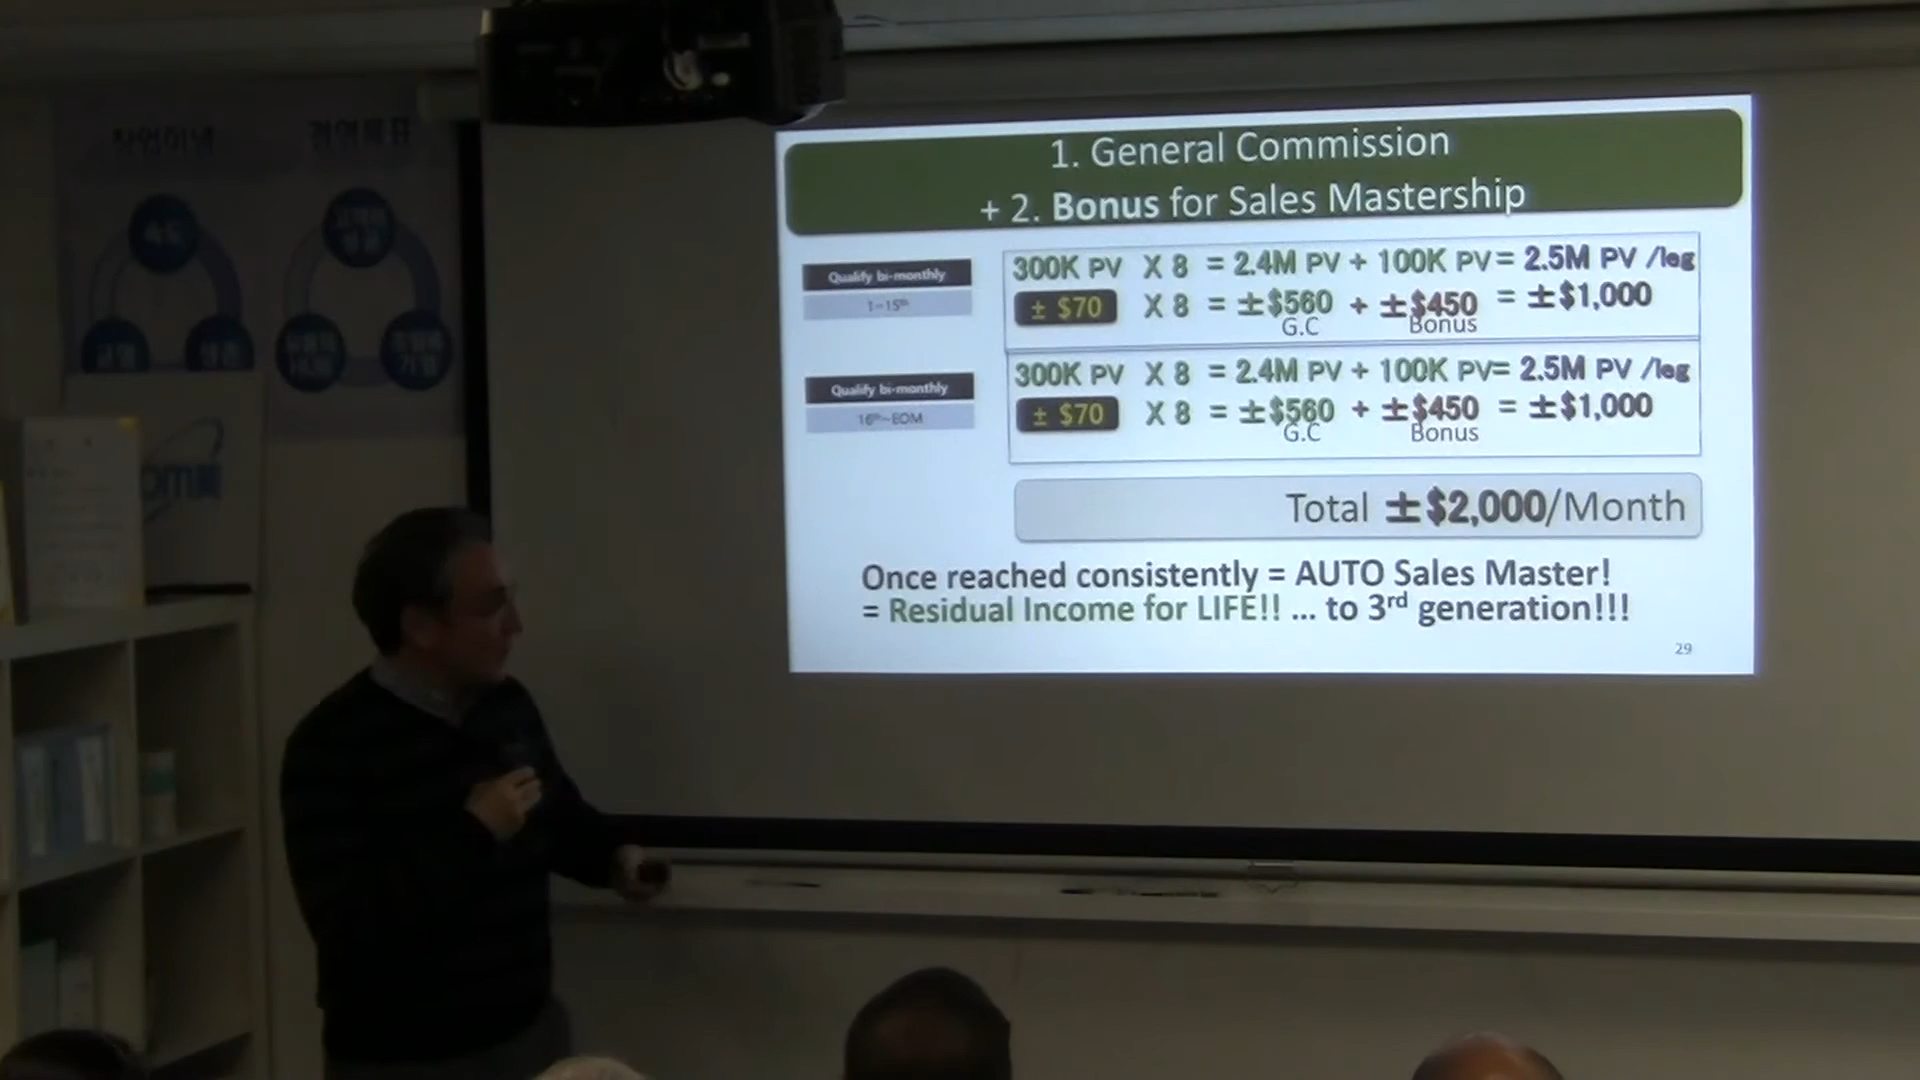 1. General Commission
+ 2. Bonus for Sales Mastership
Qualify bi-monthly
1~15th
300K PV X 8 = 2.4M PV + 100K PV= 2.5M PV /leg
± $70 X 8 = ±$560 + ±$450 = ±$1,000
G.C Bonus
Qualify bi-monthly
16th~EOM
300K PV X 8 = 2.4M PV + 100K PV= 2.5M PV /leg
± $70 X 8 = ±$560 + ±$450 = ±$1,000
G.C Bonus
Total ±$2,000/Month
Once reached consistently = AUTO Sales Master!
= Residual Income for LIFE!! ... to 3rd generation!!!
29